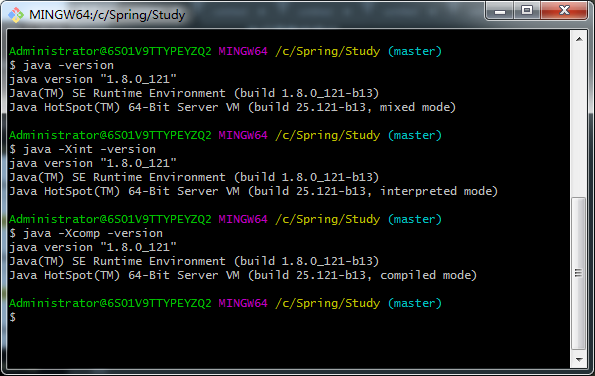 MINGW64:/c/Spring/Study
Administrator@6SO1V9TTYPEYZQ2 MINGW64 /c/Spring/Study (master)
$ java -version
java version "1.8.0_121"
Java(TM) SE Runtime Environment (build 1.8.0_121-b13)
Java HotSpot(TM) 64-Bit Server VM (build 25.121-b13, mixed mode)
Administrator@6SO1V9TTYPEYZQ2 MINGW64 /c/Spring/Study (master)
$ java -Xint -version
java version "1.8.0_121"
Java(TM) SE Runtime Environment (build 1.8.0_121-b13)
Java HotSpot(TM) 64-Bit Server VM (build 25.121-b13, interpreted mode)
Administrator@6SO1V9TTYPEYZQ2 MINGW64 /c/Spring/Study (master)
$ java -Xcomp -version
java version "1.8.0_121"
Java(TM) SE Runtime Environment (build 1.8.0_121-b13)
Java HotSpot(TM) 64-Bit Server VM (build 25.121-b13, compiled mode)
Administrator@6SO1V9TTYPEYZQ2 MINGW64 /c/Spring/Study (master)
$